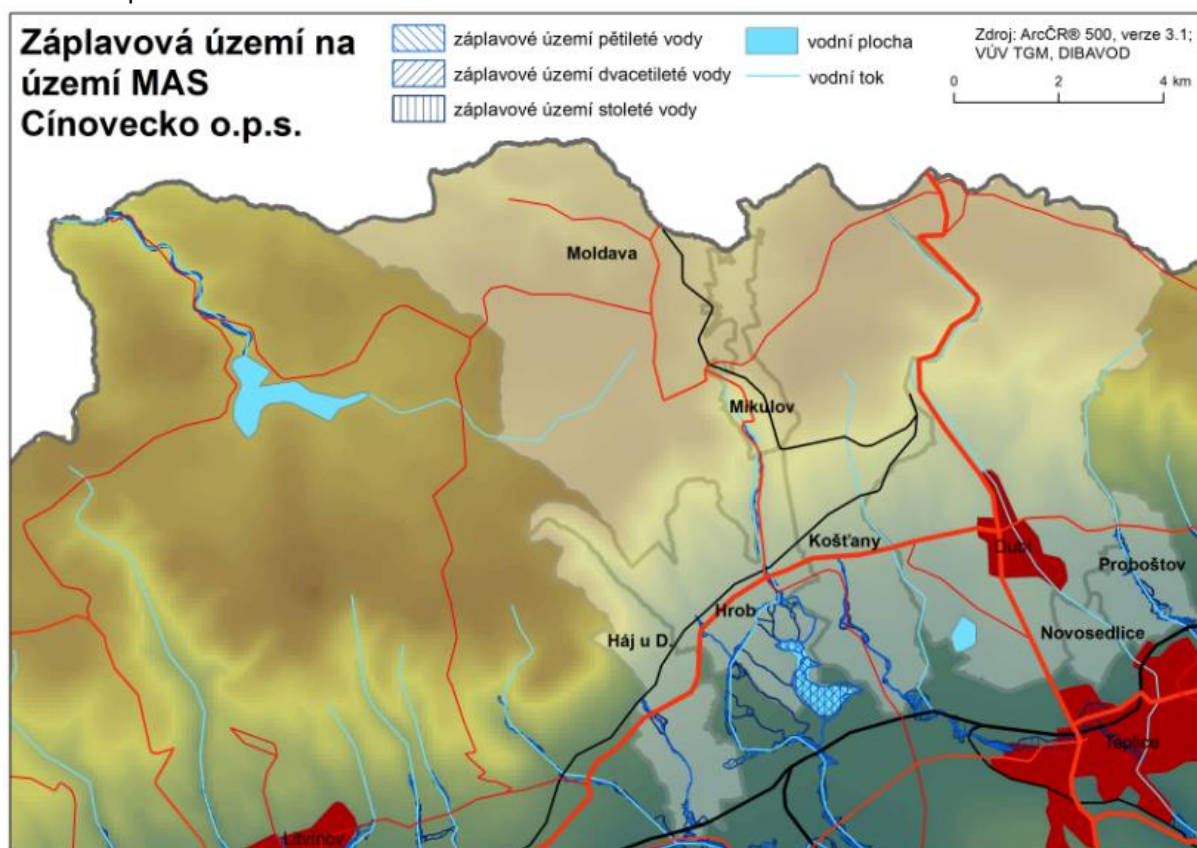 Záplavová území na
území MAS
Cínovecko o.p.s.
záplavové území pětileté vody
záplavové území dvacetileté vody
záplavové území stoleté vody
vodní plocha
vodní tok
Zdroj: ArcČR® 500, verze 3.1;
VÚV TGM, DIBAVOD
0 2 4 km
Moldava
Mikulov
Košťany
Dubí
Proboštov
Hrob
Háj u D.
Novosedlice
Teplice
Litvínov